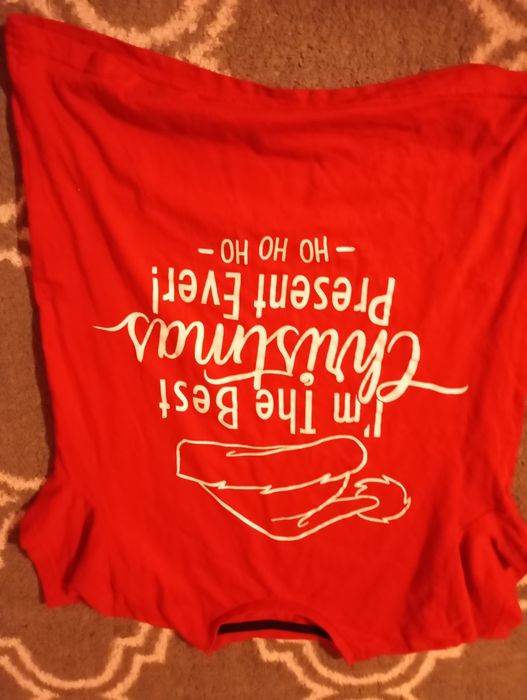 I'm The Best
Christmas
Present Ever!
- HO HO HO -